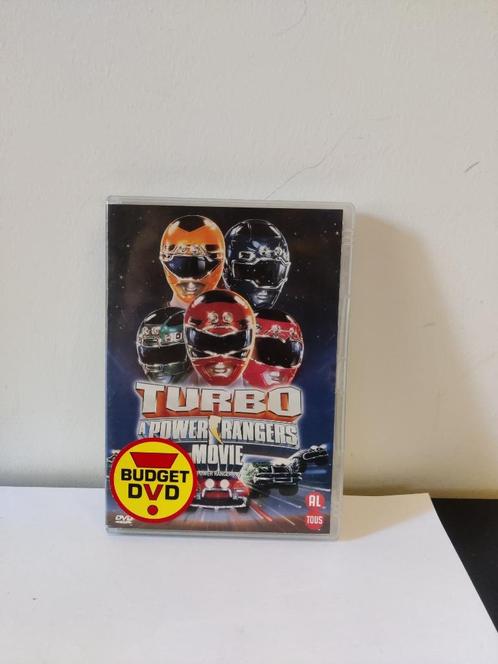 TURBO
A POWER RANGERS
MOVIE
BUDGET
DVD
DVD
AL
TOUS